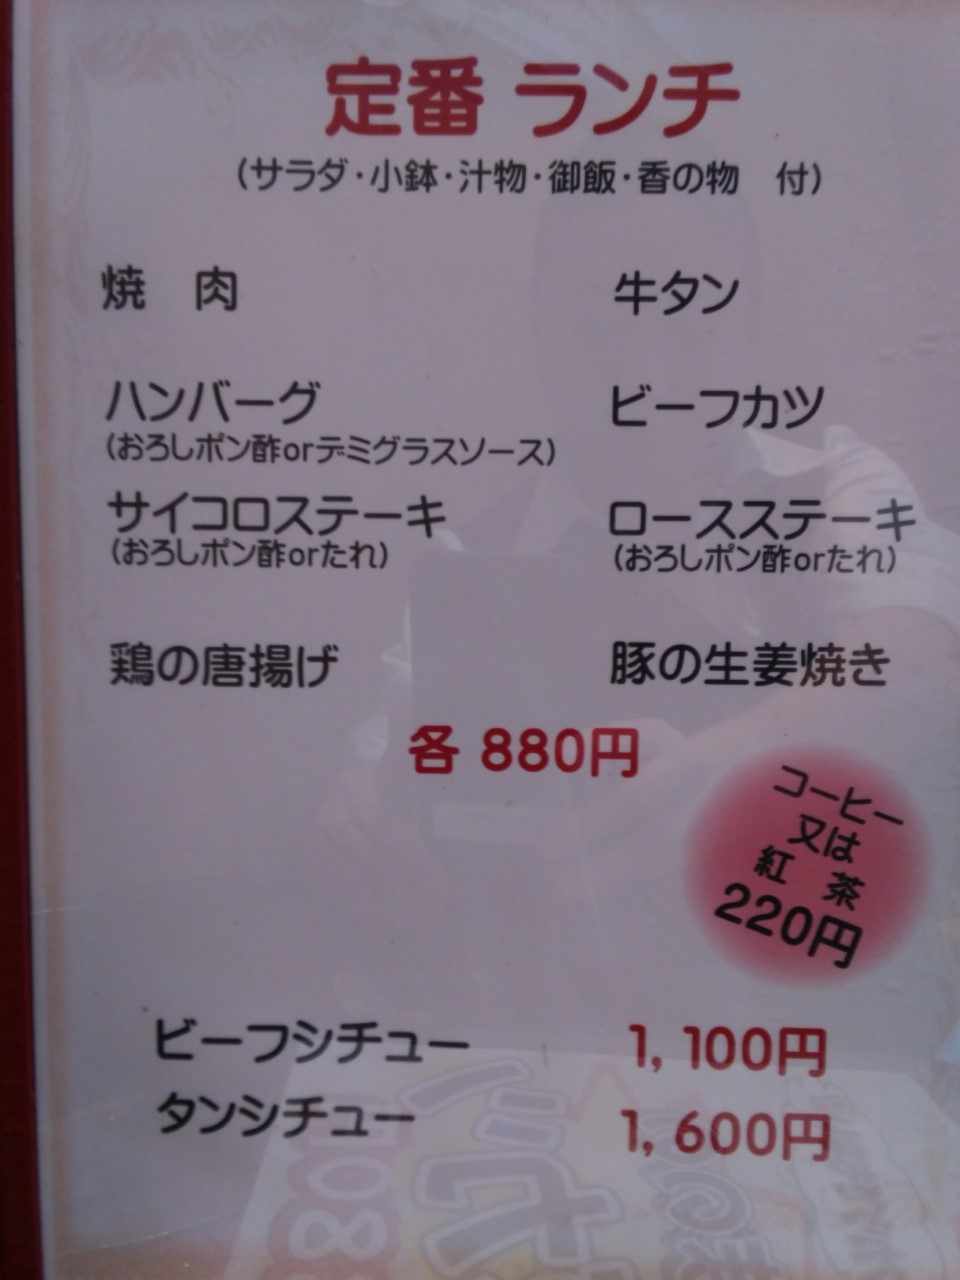 定番 ランチ
(サラダ・小鉢・汁物・御飯・香の物　付)
焼　肉
牛タン
ハンバーグ
(おろしポン酢orデミグラスソース)
ビーフカツ
サイコロステーキ
(おろしポン酢orたれ)
ロースステーキ
(おろしポン酢orたれ)
鶏の唐揚げ
豚の生姜焼き
各 880円
コーヒー
又は
紅　茶
220円
ビーフシチュー　1,100円
タンシチュー　1,600円